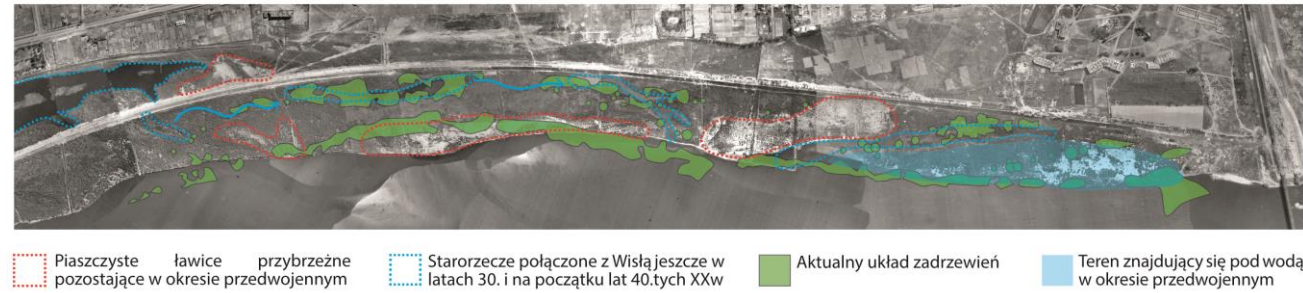 Piaszczyste ławice przybrzeżne
pozostające w okresie przedwojennym
Starorzecze połączone z Wisłą jeszcze w
latach 30. i na początku lat 40.tych XXw
Aktualny układ zadrzewień
Teren znajdujący się pod wodą
w okresie przedwojennym